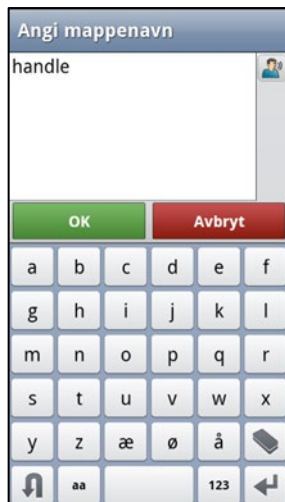 Angi mappenavn
handle
OK Avbryt
a b c d e f
g h i j k l
m n o p q r
s t u v w x
y z æ ø å
aa 123